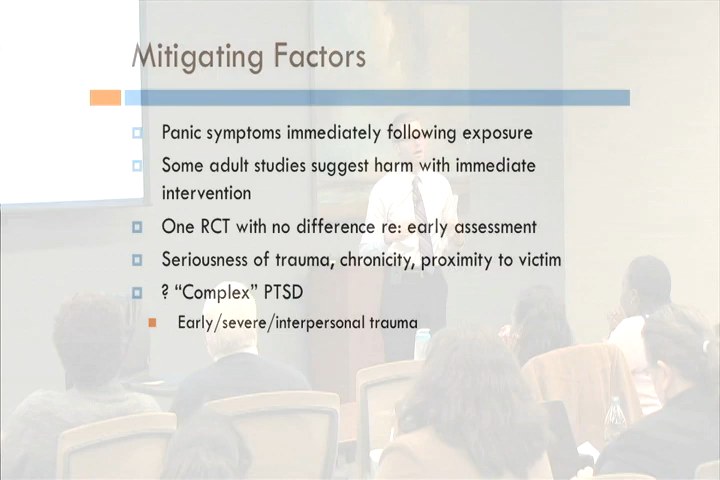 Mitigating Factors
Panic symptoms immediately following exposure
Some adult studies suggest harm with immediate
intervention
One RCT with no difference re: early assessment
Seriousness of trauma, chronicity, proximity to victim
? “Complex” PTSD
Early/severe/interpersonal trauma